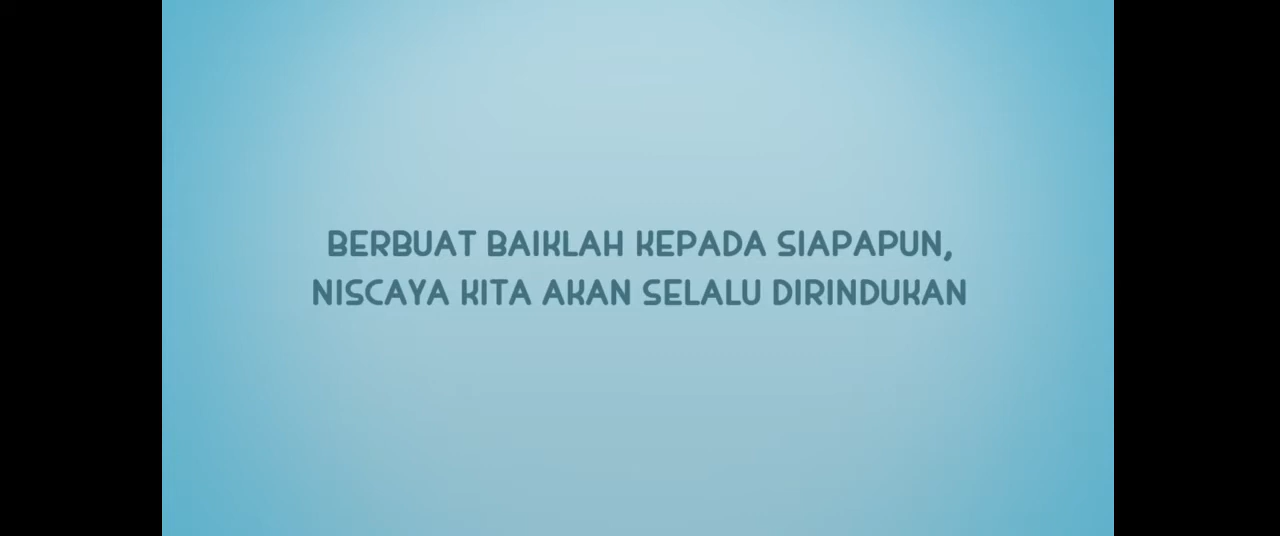 BERBUAT BAIKLAH KEPADA SIAPAPUN,
NISCAYA KITA AKAN SELALU DIRINDUKAN